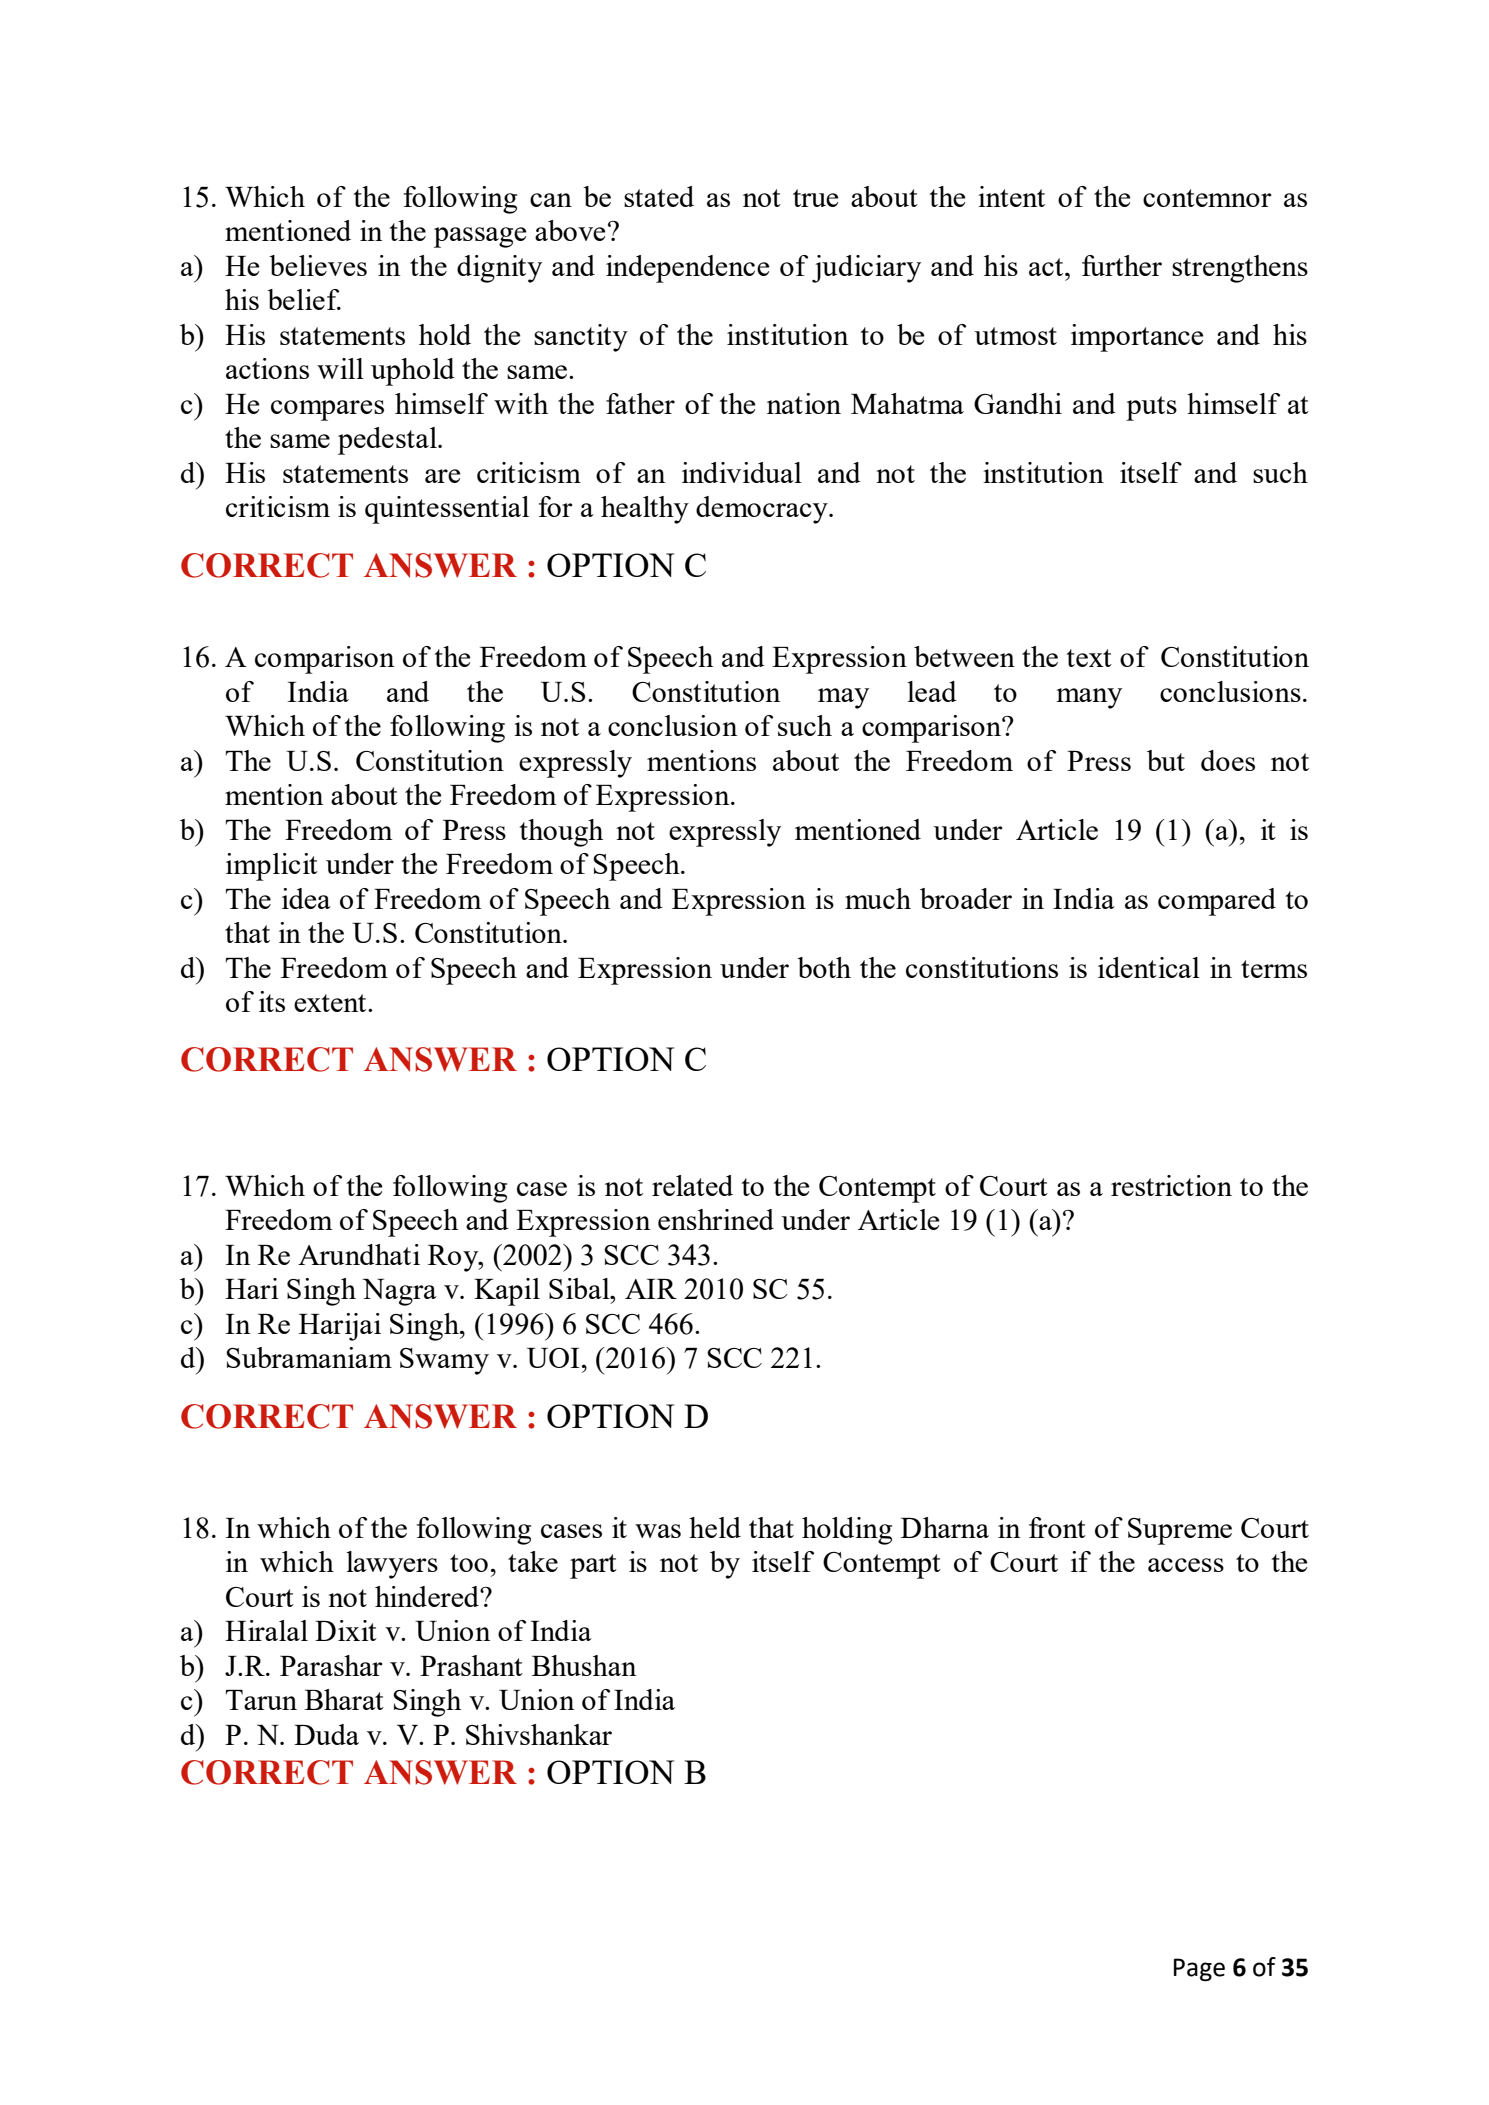 15. Which of the following can be stated as not true about the intent of the contemnor as
mentioned in the passage above?
a) He believes in the dignity and independence of judiciary and his act, further strengthens
his belief.
b) His statements hold the sanctity of the institution to be of utmost importance and his
actions will uphold the same.
c) He compares himself with the father of the nation Mahatma Gandhi and puts himself at
the same pedestal.
d) His statements are criticism of an individual and not the institution itself and such
criticism is quintessential for a healthy democracy.
CORRECT ANSWER : OPTION C
16. A comparison of the Freedom of Speech and Expression between the text of Constitution
of India and the U.S. Constitution may lead to many conclusions.
Which of the following is not a conclusion of such a comparison?
a) The U.S. Constitution expressly mentions about the Freedom of Press but does not
mention about the Freedom of Expression.
b) The Freedom of Press though not expressly mentioned under Article 19 (1) (a), it is
implicit under the Freedom of Speech.
c) The idea of Freedom of Speech and Expression is much broader in India as compared to
that in the U.S. Constitution.
d) The Freedom of Speech and Expression under both the constitutions is identical in terms
of its extent.
CORRECT ANSWER : OPTION C
17. Which of the following case is not related to the Contempt of Court as a restriction to the
Freedom of Speech and Expression enshrined under Article 19 (1) (a)?
a) In Re Arundhati Roy, (2002) 3 SCC 343.
b) Hari Singh Nagra v. Kapil Sibal, AIR 2010 SC 55.
c) In Re Harijai Singh, (1996) 6 SCC 466.
d) Subramaniam Swamy v. UOI, (2016) 7 SCC 221.
CORRECT ANSWER : OPTION D
18. In which of the following cases it was held that holding Dharna in front of Supreme Court
in which lawyers too, take part is not by itself Contempt of Court if the access to the
Court is not hindered?
a) Hiralal Dixit v. Union of India
b) J.R. Parashar v. Prashant Bhushan
c) Tarun Bharat Singh v. Union of India
d) P. N. Duda v. V. P. Shivshankar
CORRECT ANSWER : OPTION B
Page 6 of 35